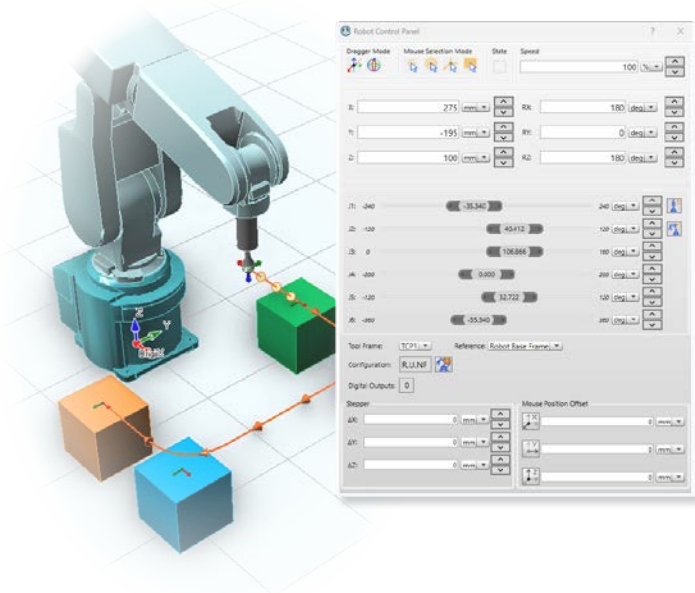 Robot Control Panel ? X
Dragger Mode Mouse Selection Mode State Speed
100 %
X: 275 mm RX: 180 deg
Y: -195 mm RY: 0 deg
Z: 100 mm RZ: 180 deg
J1: -240 -35.340 240 deg
J2: -120 40.412 120 deg
J3: 0 106.866 160 deg
J4: -200 0.000 200 deg
J5: -120 32.722 120 deg
J6: -360 -35.340 360 deg
Tool Frame: TCP1 Reference: Robot Base Frame
Configuration: R,U,NF
Digital Outputs: 0
Stepper Mouse Position Offset
ΔX: 0 mm X 0 mm
ΔY: 0 mm Y 0 mm
ΔZ: 0 mm Z 0 mm
Z
Y